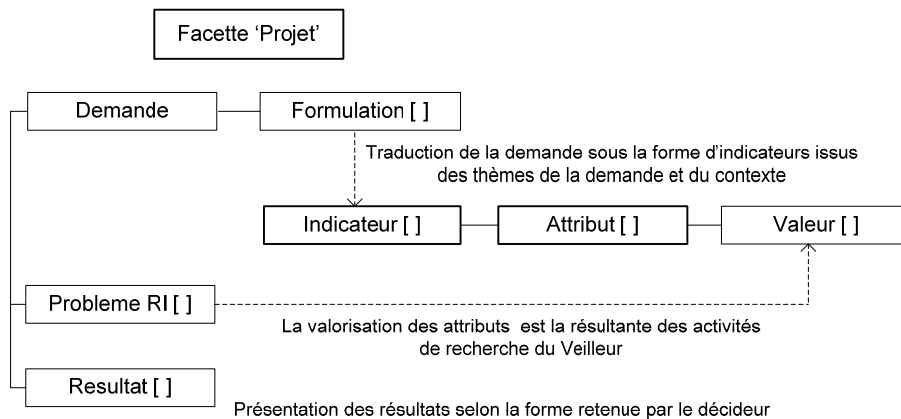 Facette ‘Projet’
Demande
Formulation [ ]
Traduction de la demande sous la forme d’indicateurs issus
des thèmes de la demande et du contexte
Indicateur [ ]
Attribut [ ]
Valeur [ ]
Probleme RI [ ]
La valorisation des attributs est la résultante des activités
de recherche du Veilleur
Resultat [ ]
Présentation des résultats selon la forme retenue par le décideur